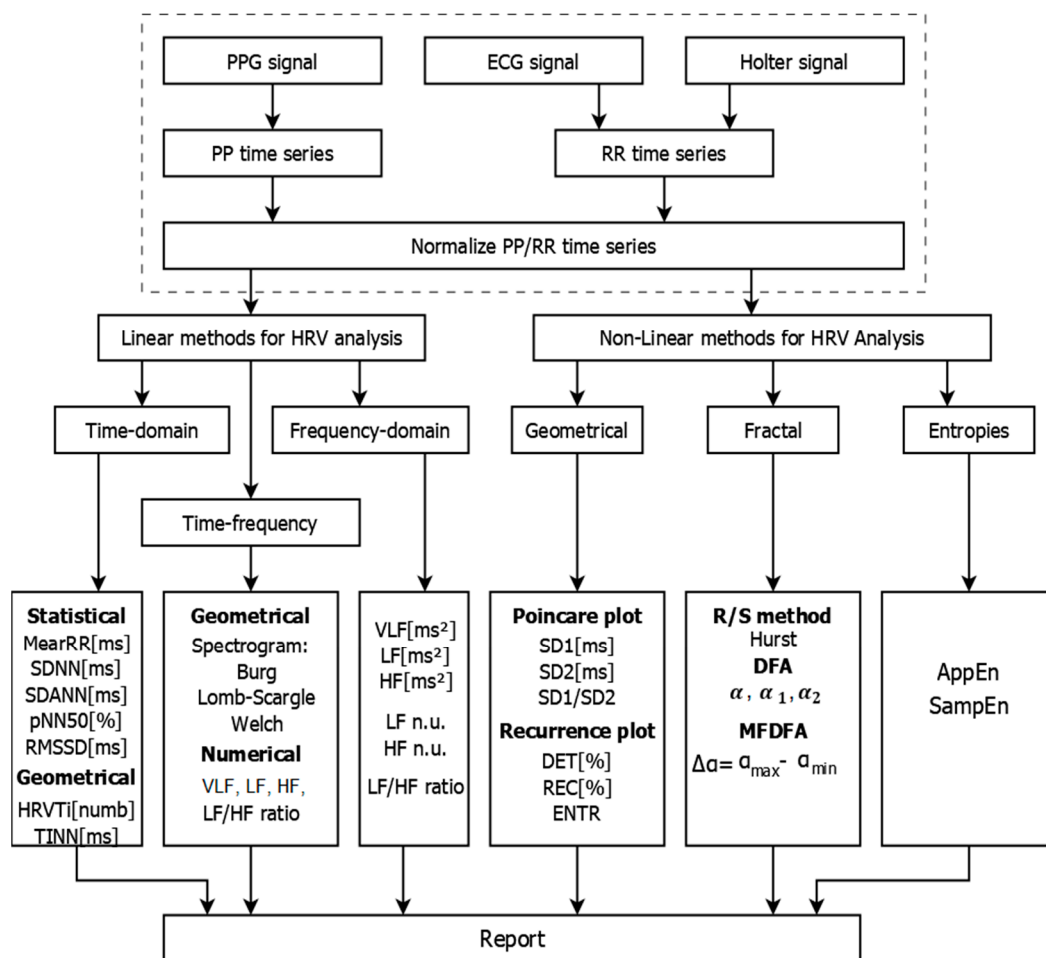 PPG signal
ECG signal
Holter signal
PP time series
RR time series
Normalize PP/RR time series
Linear methods for HRV analysis
Non-Linear methods for HRV Analysis
Time-domain
Frequency-domain
Geometrical
Fractal
Entropies
Time-frequency
Statistical
MearRR[ms]
SDNN[ms]
SDANN[ms]
pNN50[%]
RMSSD[ms]
Geometrical
HRVTi[numb]
TINN[ms]
Geometrical
Spectrogram:
Burg
Lomb-Scargle
Welch
Numerical
VLF, LF, HF,
LF/HF ratio
VLF[ms²]
LF[ms²]
HF[ms²]
LF n.u.
HF n.u.
LF/HF ratio
Poincare plot
SD1[ms]
SD2[ms]
SD1/SD2
Recurrence plot
DET[%]
REC[%]
ENTR
R/S method
Hurst
DFA
α, α₁, α₂
MFDFA
Δα= αmax- αmin
AppEn
SampEn
Report